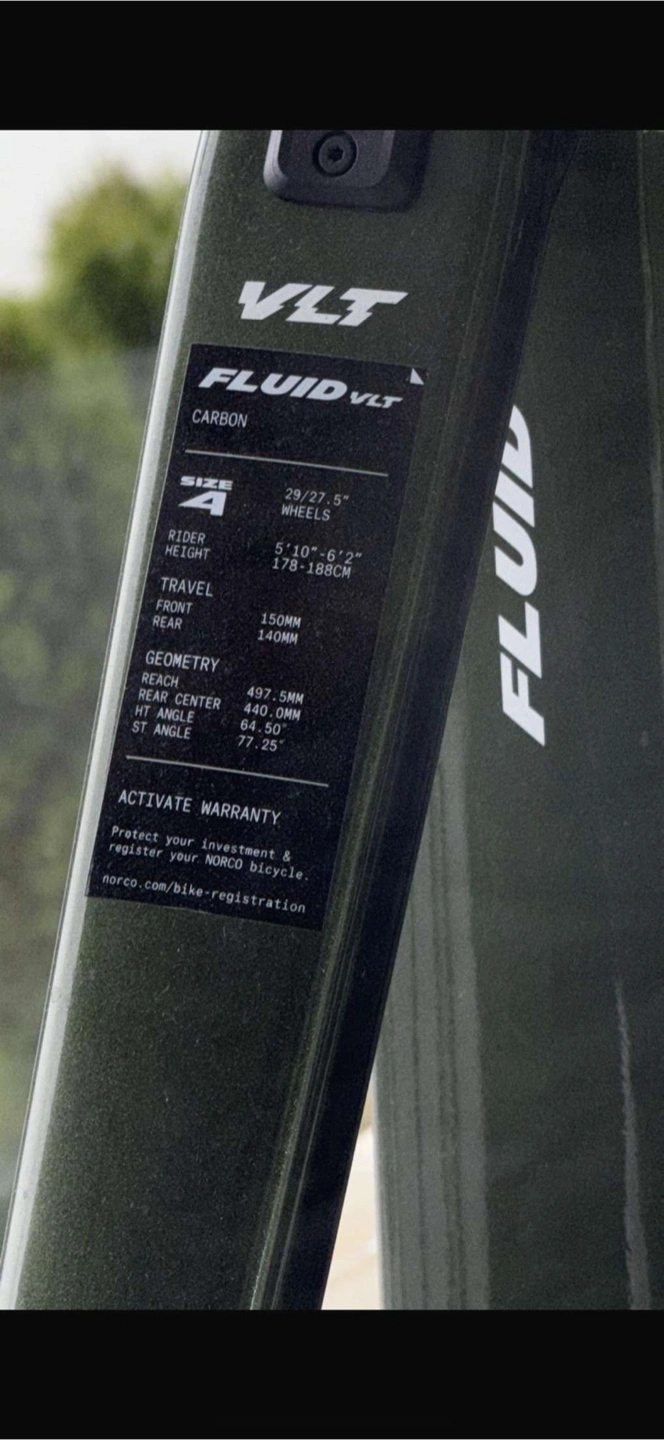 VLT
FLUID VLT
CARBON
SIZE
4
29/27.5"
WHEELS
RIDER
HEIGHT
5'10"-6'2"
178-188CM
TRAVEL
FRONT 150MM
REAR 140MM
GEOMETRY
REACH 497.5MM
REAR CENTER 440.0MM
HT ANGLE 64.50°
ST ANGLE 77.25°
ACTIVATE WARRANTY
Protect your investment &
register your NORCO bicycle.
norco.com/bike-registration
FLUID